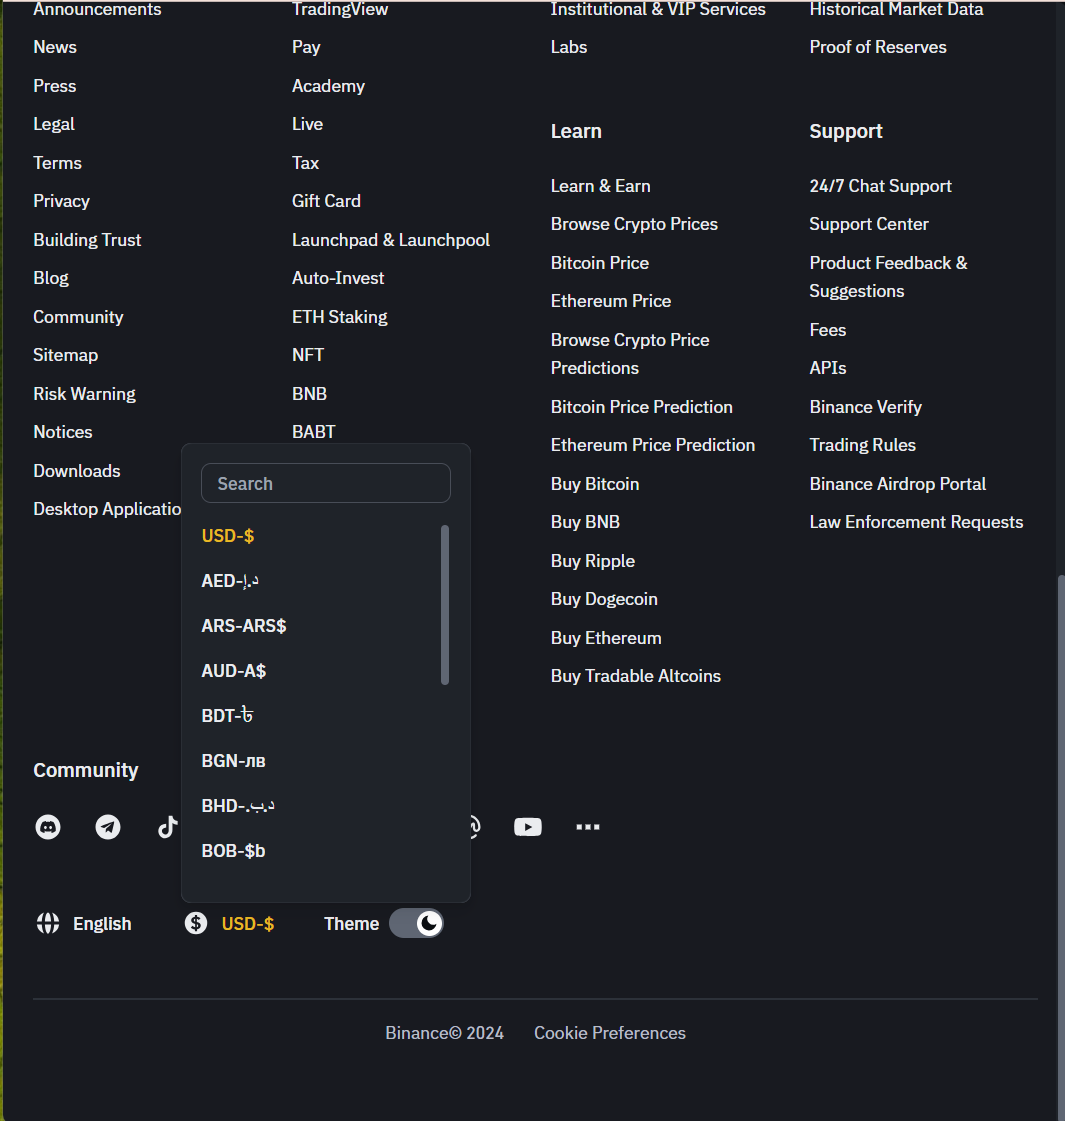 Announcements
News
Press
Legal
Terms
Privacy
Building Trust
Blog
Community
Sitemap
Risk Warning
Notices
Downloads
Desktop Applicatio
TradingView
Pay
Academy
Live
Tax
Gift Card
Launchpad & Launchpool
Auto-Invest
ETH Staking
NFT
BNB
BABT
Institutional & VIP Services
Labs
Learn
Learn & Earn
Browse Crypto Prices
Bitcoin Price
Ethereum Price
Browse Crypto Price
Predictions
Bitcoin Price Prediction
Ethereum Price Prediction
Buy Bitcoin
Buy BNB
Buy Ripple
Buy Dogecoin
Buy Ethereum
Buy Tradable Altcoins
Historical Market Data
Proof of Reserves
Support
24/7 Chat Support
Support Center
Product Feedback &
Suggestions
Fees
APIs
Binance Verify
Trading Rules
Binance Airdrop Portal
Law Enforcement Requests
Search
USD-$
AED-د.إ
ARS-ARS$
AUD-A$
BDT-৳
BGN-лв
BHD-.د.ب
BOB-$b
Community
English
USD-$
Theme
Binance© 2024
Cookie Preferences